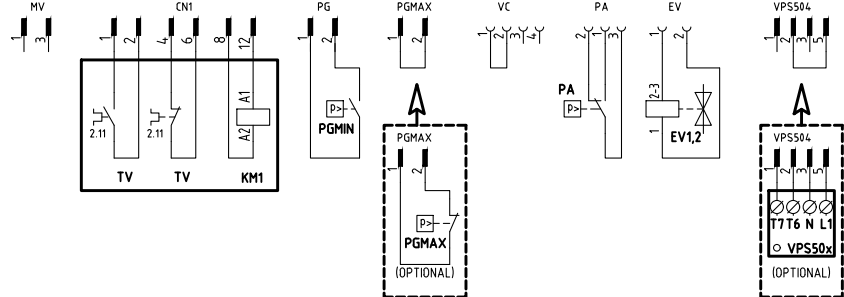 MV CN1 PG PGMAX VC PA EV VPS504
1 3 1 2 4 6 8 12 1 2 1 2 1 2 3 4 2 1 3 1 2 1 2 3 5
A1 2-3
PA
P> P>
2.11 2.11 PGMIN
A2 1 EV1,2
PGMAX VPS504
1 2 1 2 3 5
TV TV KM1
T7 T6 N L1
P>
PGMAX VPS50x
(OPTIONAL) (OPTIONAL)